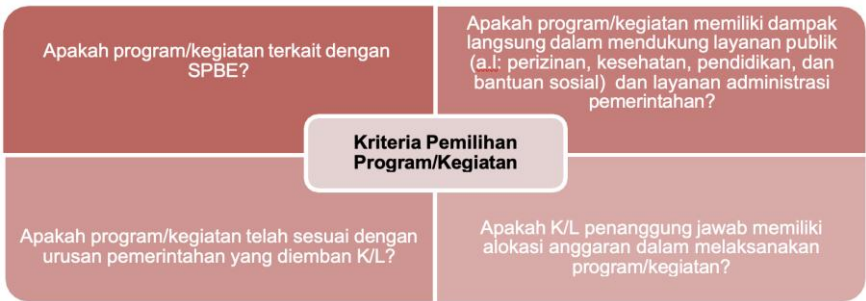 Apakah program/kegiatan terkait dengan
SPBE?
Apakah program/kegiatan memiliki dampak
langsung dalam mendukung layanan publik
(a.l: perizinan, kesehatan, pendidikan, dan
bantuan sosial) dan layanan administrasi
pemerintahan?
Kriteria Pemilihan
Program/Kegiatan
Apakah program/kegiatan telah sesuai dengan
urusan pemerintahan yang diemban K/L?
Apakah K/L penanggung jawab memiliki
alokasi anggaran dalam melaksanakan
program/kegiatan?